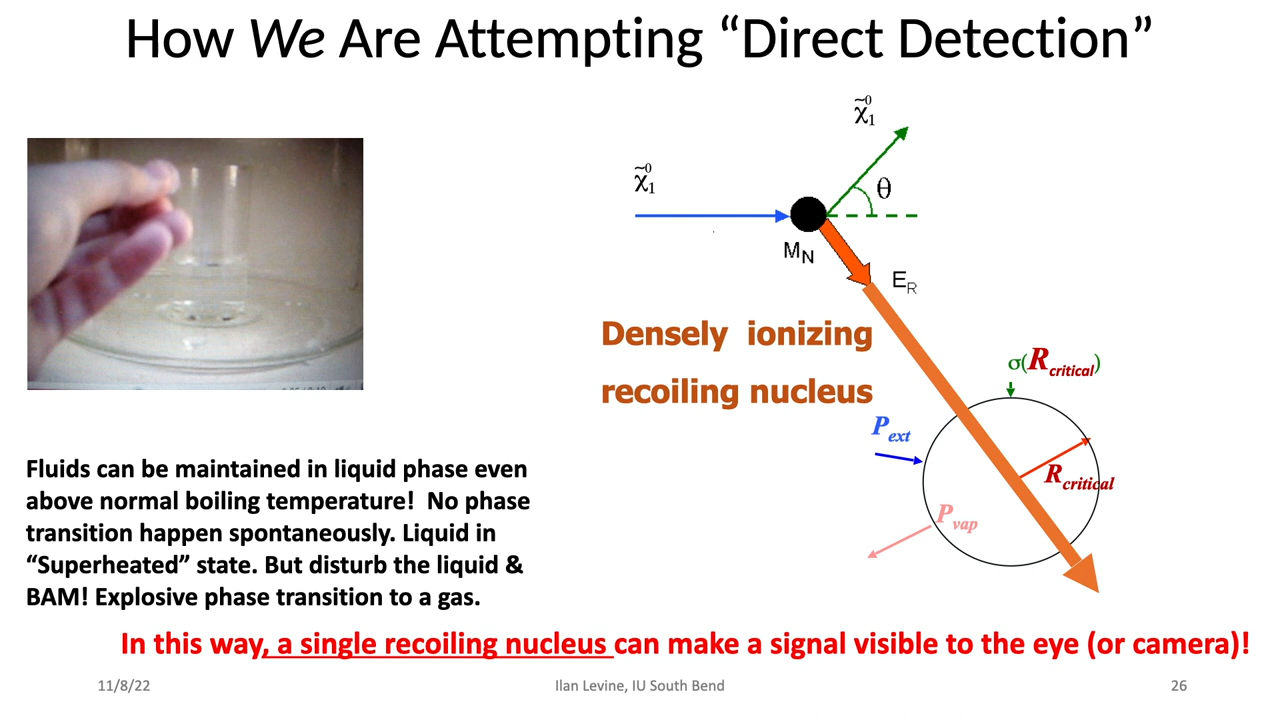 How We Are Attempting “Direct Detection”
χ̃⁰₁
χ̃⁰₁
θ
M_N
E_R
Densely ionizing
recoiling nucleus
σ(R_critical)
P_ext
R_critical
P_vap
Fluids can be maintained in liquid phase even
above normal boiling temperature! No phase
transition happen spontaneously. Liquid in
“Superheated” state. But disturb the liquid &
BAM! Explosive phase transition to a gas.
In this way, a single recoiling nucleus can make a signal visible to the eye (or camera)!
11/8/22
Ilan Levine, IU South Bend
26